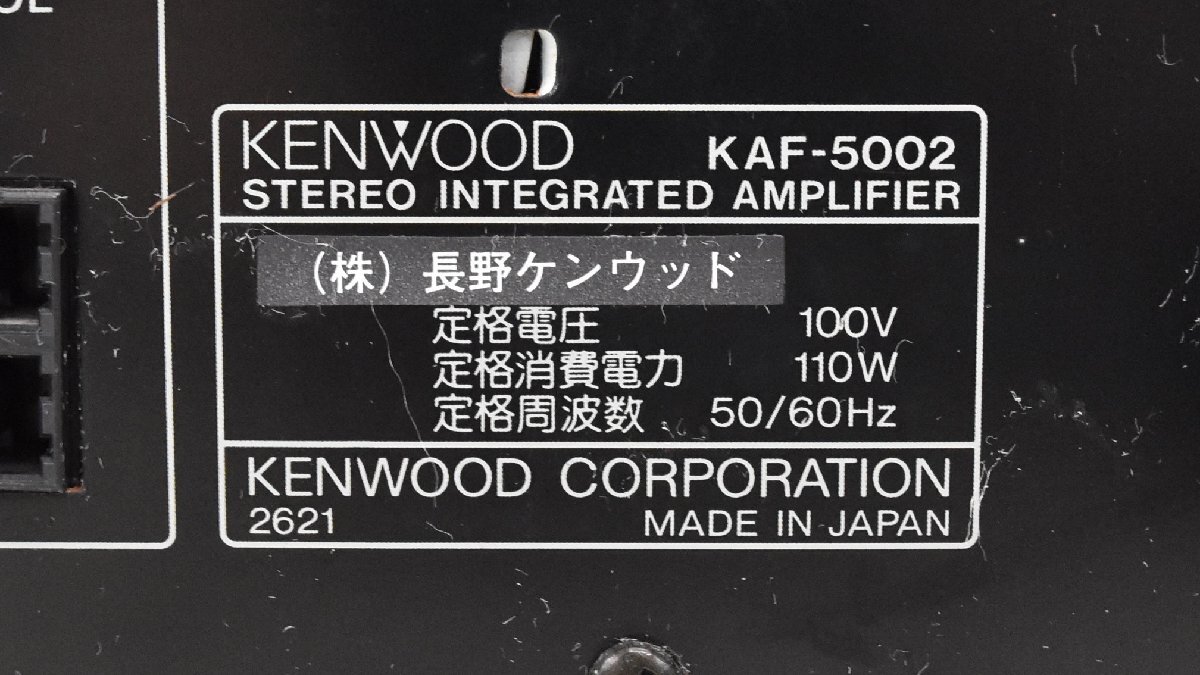 KENWOOD KAF-5002
STEREO INTEGRATED AMPLIFIER
(株) 長野ケンウッド
定格電圧 100V
定格消費電力 110W
定格周波数 50/60Hz
KENWOOD CORPORATION
2621 MADE IN JAPAN